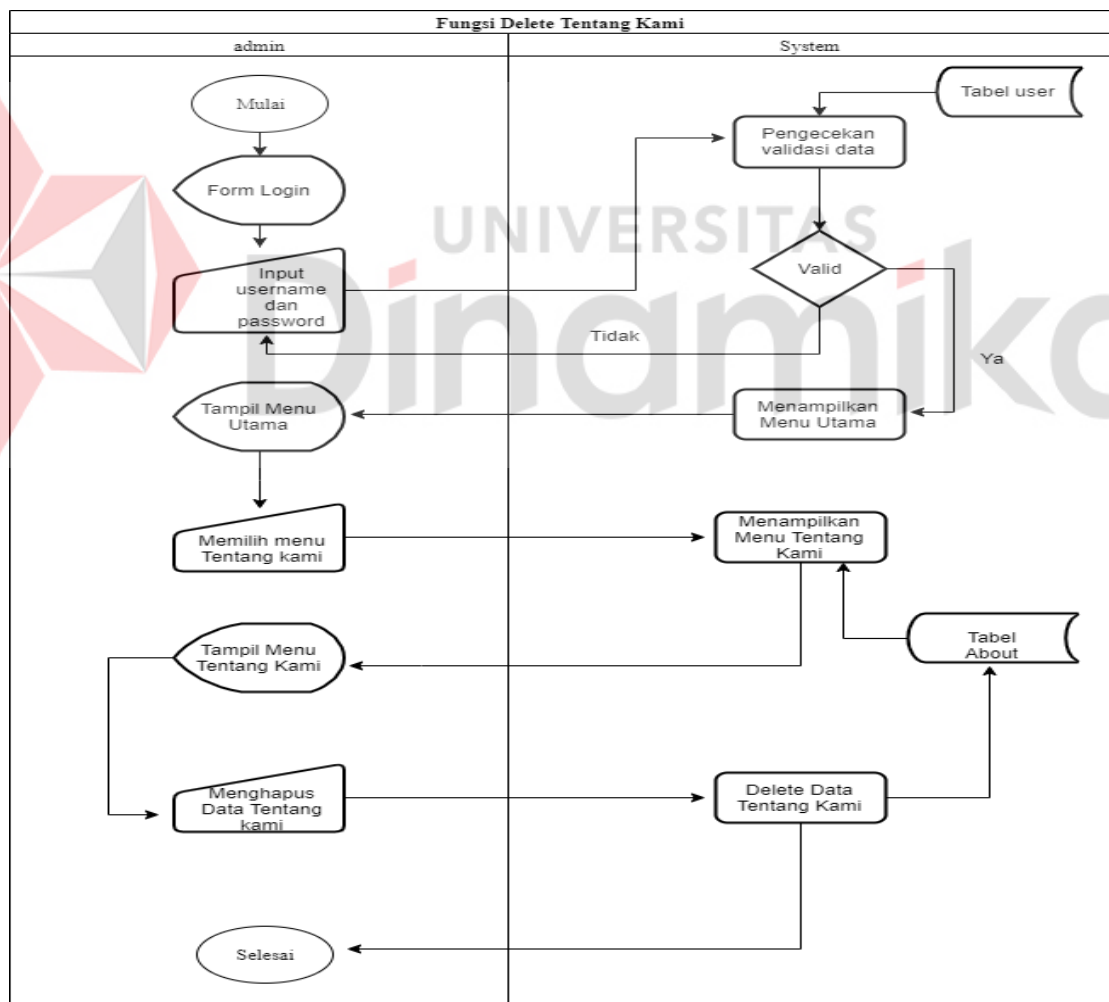 Fungsi Delete Tentang Kami
admin
System
Mulai
Tabel user
Pengecekan
validasi data
Form Login
UNIVERSITAS
Dinamika
Valid
Input
username
dan
password
Tidak
Ya
Tampil Menu
Utama
Menampilkan
Menu Utama
Memilih menu
Tentang kami
Menampilkan
Menu Tentang
Kami
Tampil Menu
Tentang Kami
Tabel
About
Menghapus
Data Tentang
kami
Delete Data
Tentang Kami
Selesai